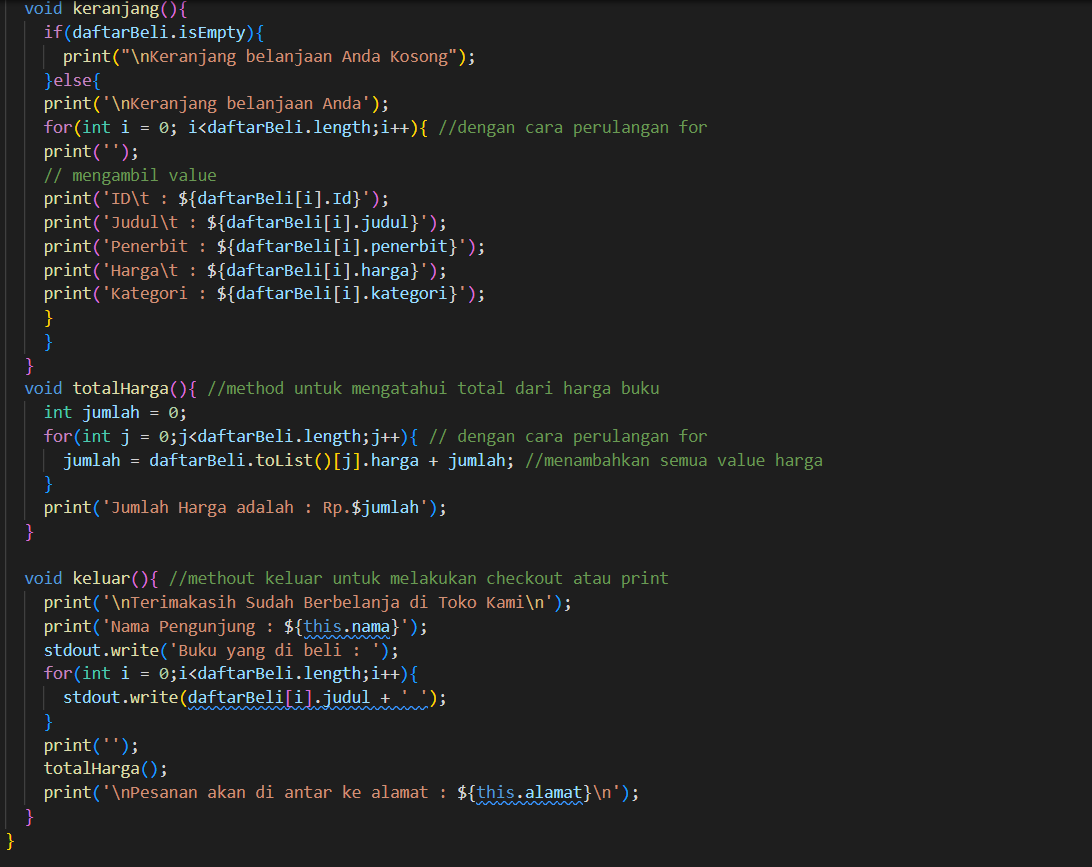 void keranjang(){
if(daftarBeli.isEmpty){
print("\nKeranjang belanjaan Anda Kosong");
}else{
print('\nKeranjang belanjaan Anda');
for(int i = 0; i<daftarBeli.length;i++){ //dengan cara perulangan for
print('');
// mengambil value
print('ID\t : ${daftarBeli[i].Id}');
print('Judul\t : ${daftarBeli[i].judul}');
print('Penerbit : ${daftarBeli[i].penerbit}');
print('Harga\t : ${daftarBeli[i].harga}');
print('Kategori : ${daftarBeli[i].kategori}');
}
}
}
void totalHarga(){ //method untuk mengatahui total dari harga buku
int jumlah = 0;
for(int j = 0;j<daftarBeli.length;j++){ // dengan cara perulangan for
jumlah = daftarBeli.toList()[j].harga + jumlah; //menambahkan semua value harga
}
print('Jumlah Harga adalah : Rp.$jumlah');
}
void keluar(){ //methout keluar untuk melakukan checkout atau print
print('\nTerimakasih Sudah Berbelanja di Toko Kami\n');
print('Nama Pengunjung : ${this.nama}');
stdout.write('Buku yang di beli : ');
for(int i = 0;i<daftarBeli.length;i++){
stdout.write(daftarBeli[i].judul + ' ');
}
print('');
totalHarga();
print('\nPesanan akan di antar ke alamat : ${this.alamat}\n');
}
}